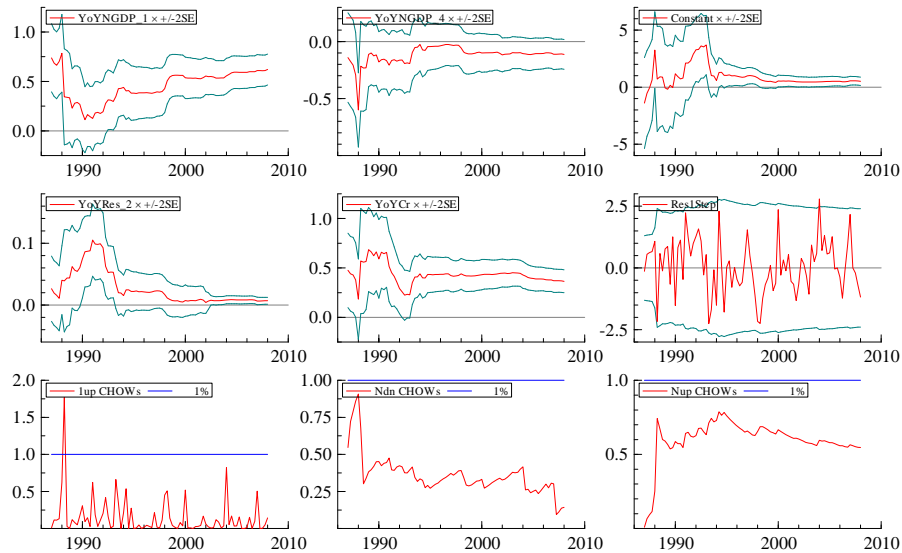 YoYNGDP_1 × +/-2SE
1.0
0.5
0.0
1990 2000 2010
YoYNGDP_4 × +/-2SE
0.0
-0.5
1990 2000 2010
Constant × +/-2SE
5
0
-5
1990 2000 2010
YoYRes_2 × +/-2SE
0.1
0.0
1990 2000 2010
YoYCr × +/-2SE
1.0
0.5
0.0
1990 2000 2010
Res1Step
2.5
0.0
-2.5
1990 2000 2010
1up CHOWs 1%
2.0
1.5
1.0
0.5
1990 2000 2010
Ndn CHOWs 1%
1.00
0.75
0.50
0.25
1990 2000 2010
Nup CHOWs 1%
1.0
0.5
1990 2000 2010